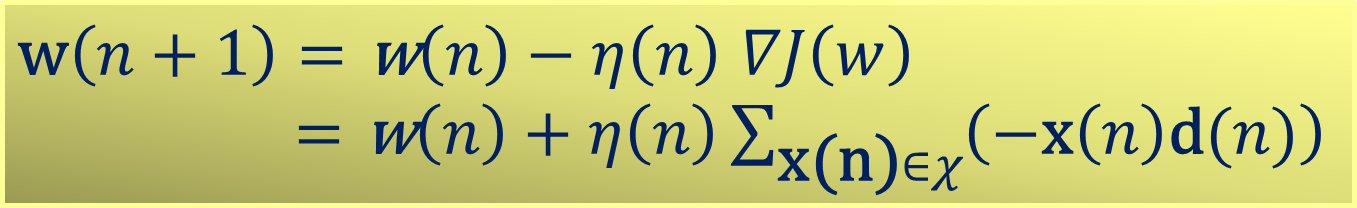 w(n + 1) = w(n) − η(n) ∇J(w)
= w(n) + η(n) ∑x(n)∈χ(−x(n)d(n))